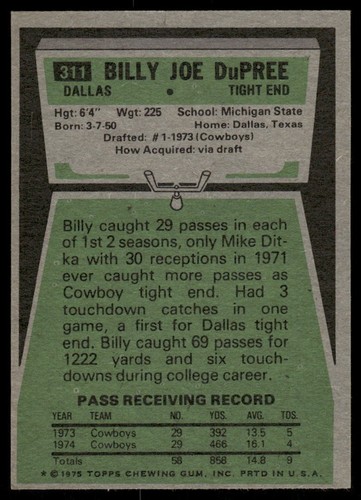 311 BILLY JOE DuPREE
DALLAS • TIGHT END
Hgt: 6'4" Wgt: 225 School: Michigan State
Born: 3-7-50 Home: Dallas, Texas
Drafted: #1-1973 (Cowboys)
How Acquired: via draft
Billy caught 29 passes in each
of 1st 2 seasons, only Mike Dit-
ka with 30 receptions in 1971
ever caught more passes as
Cowboy tight end. Had 3
touchdown catches in one
game, a first for Dallas tight
end. Billy caught 69 passes for
1222 yards and six touch-
downs during college career.
PASS RECEIVING RECORD
YEAR TEAM NO. YDS. AVG. TDS.
1973 Cowboys 29 392 13.5 5
1974 Cowboys 29 466 16.1 4
Totals 58 858 14.8 9
* © 1975 TOPPS CHEWING GUM, INC. PRTD IN U.S.A.